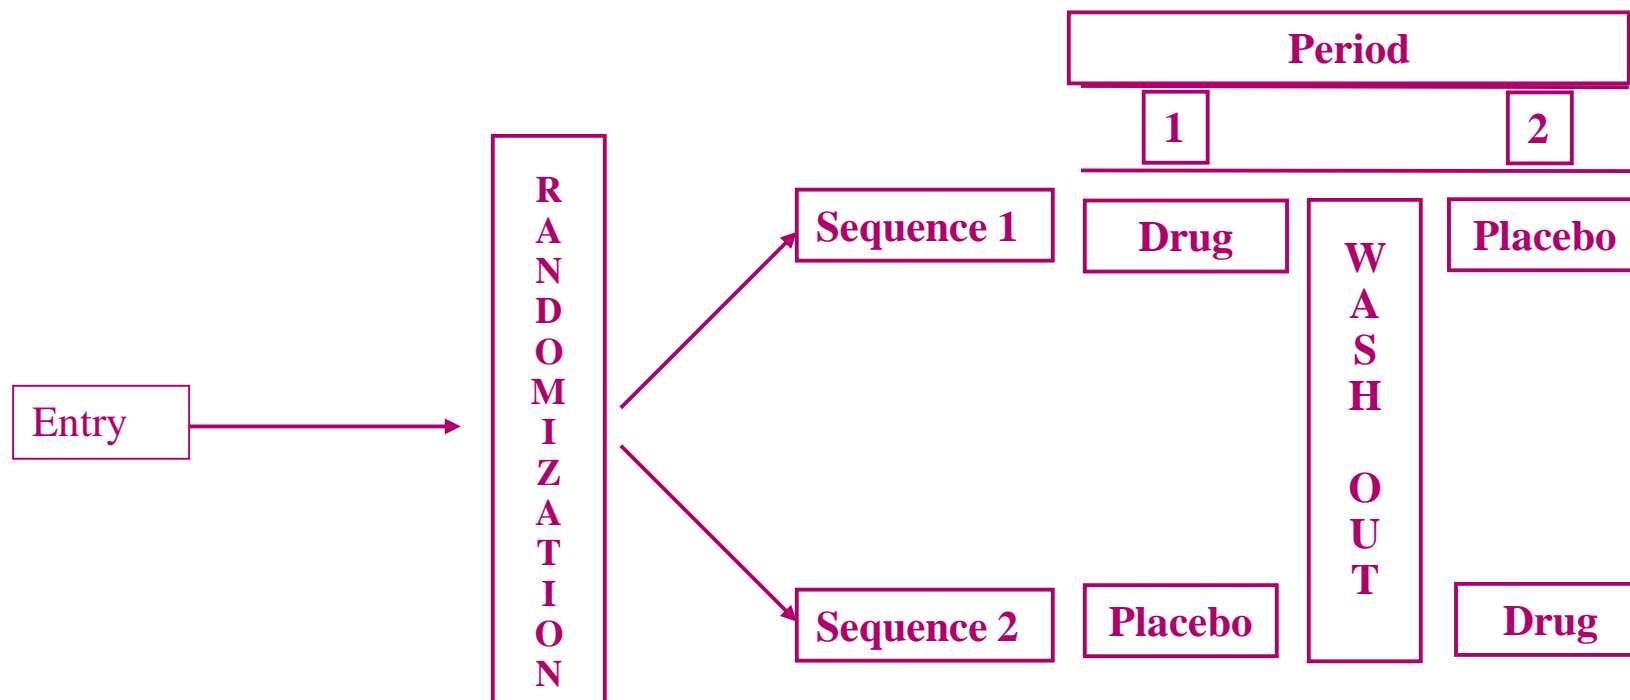 Period
1 2
R
A
N
D
O
M
I
Z
A
T
I
O
N
Sequence 1 Drug Placebo
W
A
S
H
O
U
T
Entry
Sequence 2 Placebo Drug